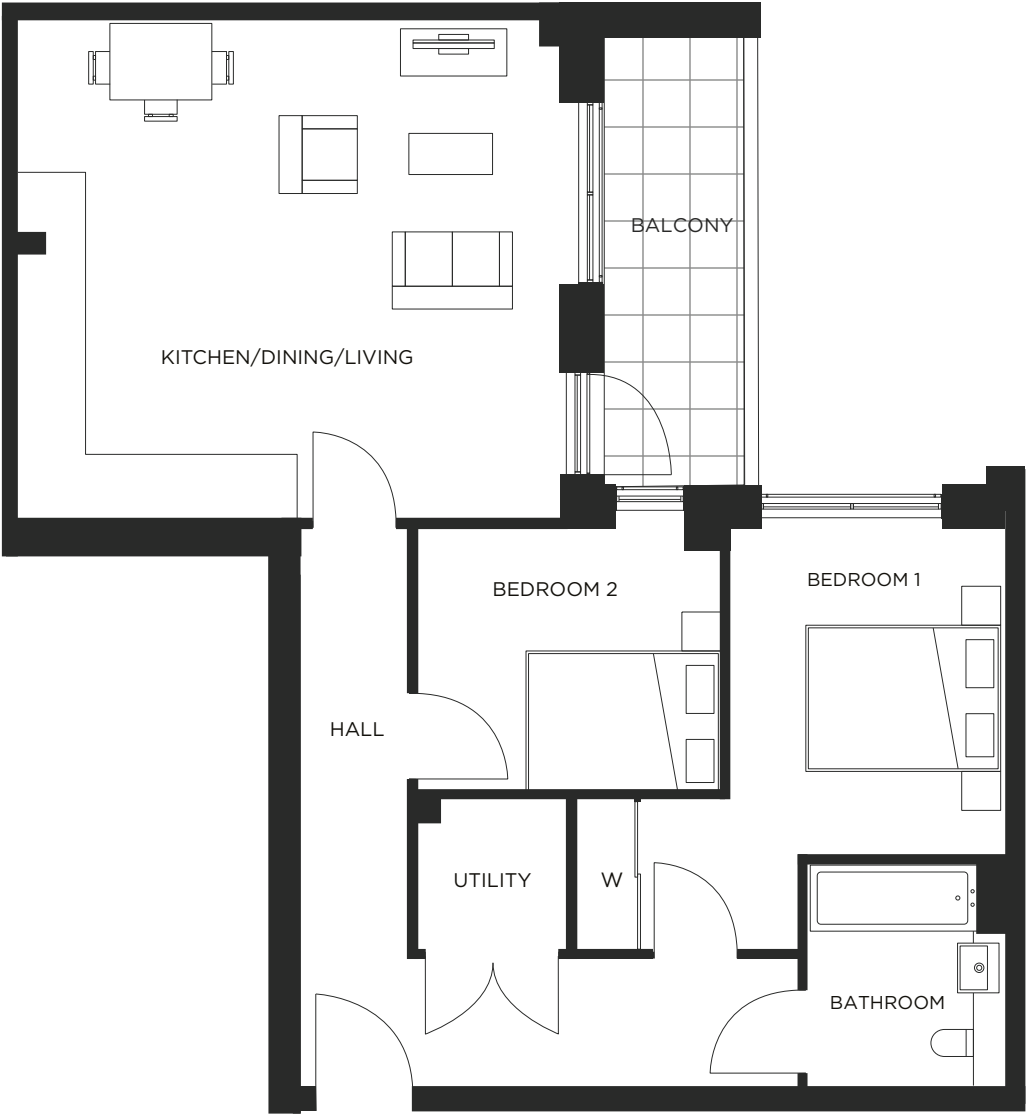 BALCONY
KITCHEN/DINING/LIVING
BEDROOM 2
BEDROOM 1
HALL
UTILITY
W
BATHROOM